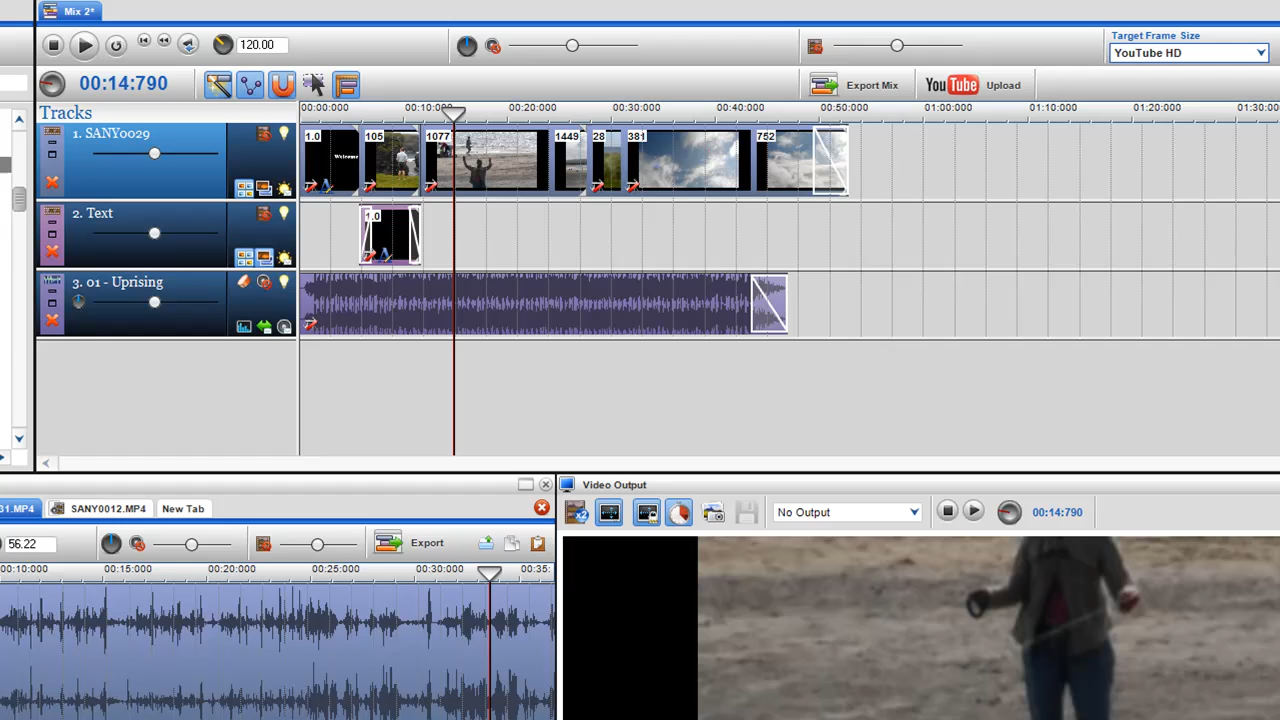 Mix 2*
120.00
Target Frame Size
YouTube HD
00:14:790
Export Mix
YouTube Upload
Tracks
00:00:000 00:10:000 00:20:000 00:30:000 00:40:000 00:50:000 01:00:000 01:10:000 01:20:000 01:30:00
1. SANY0029
1.0 105 1077 1449 28 381 752
Welcome
2. Text
1.0
3. 01 - Uprising
Video Output
31.MP4 SANY0012.MP4 New Tab
No Output
00:14:790
56.22
Export
00:10:000 00:15:000 00:20:000 00:25:000 00:30:000 00:35: